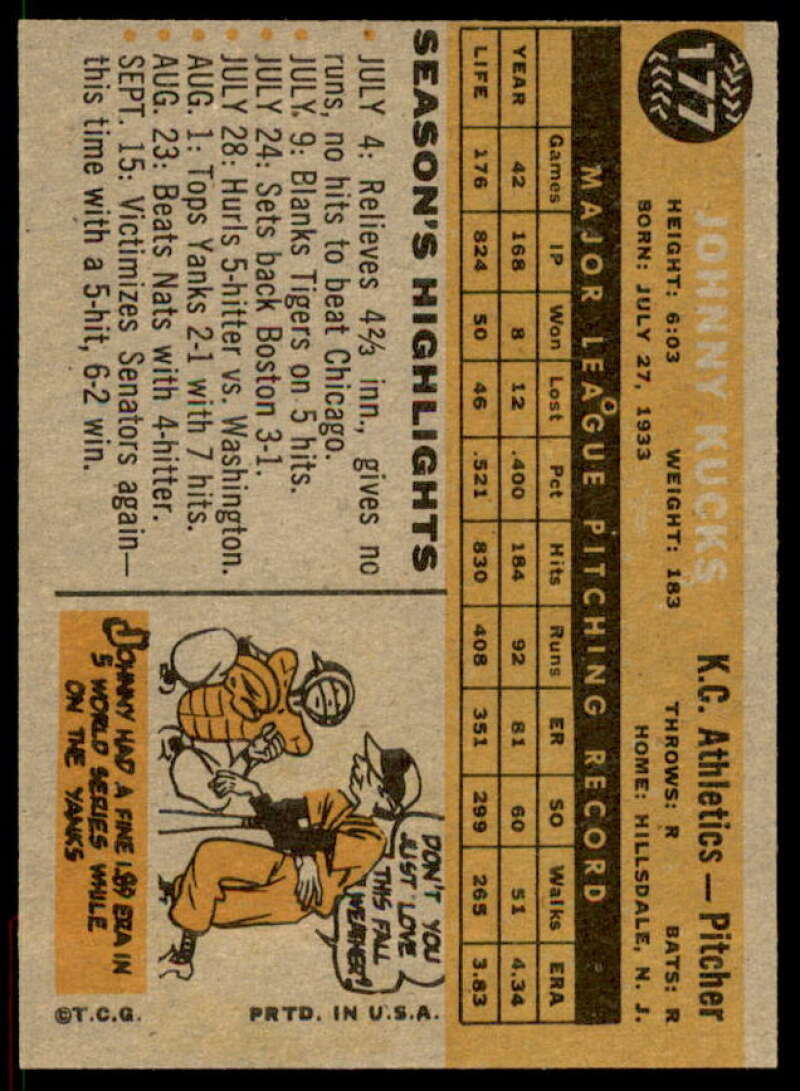 177
JOHNNY KUCKS K.C. Athletics — Pitcher
HEIGHT: 6:03 WEIGHT: 183 THROWS: R BATS: R
BORN: JULY 27, 1933 HOME: HILLSDALE, N. J.
MAJOR LEAGUE PITCHING RECORD
Games IP Won Lost Pct Hits Runs ER SO Walks ERA
YEAR 42 168 8 12 .400 184 92 81 60 51 4.34
LIFE 176 824 50 46 .521 830 408 351 299 265 3.83
SEASON'S HIGHLIGHTS
• JULY 4: Relieves 4⅔ inn., gives no
runs, no hits to beat Chicago.
• JULY 9: Blanks Tigers on 5 hits.
• JULY 24: Sets back Boston 3-1.
• JULY 28: Hurls 5-hitter vs. Washington.
• AUG. 1: Tops Yanks 2-1 with 7 hits.
• AUG. 23: Beats Nats with 4-hitter.
• SEPT. 15: Victimizes Senators again—
this time with a 5-hit, 6-2 win.
DON'T YOU
JUST LOVE
THIS FALL
WEATHER?
JOHNNY HAD A FINE ERA IN
5 WORLD SERIES WHILE
ON THE YANKS
©T.C.G. PRTD. IN U.S.A.